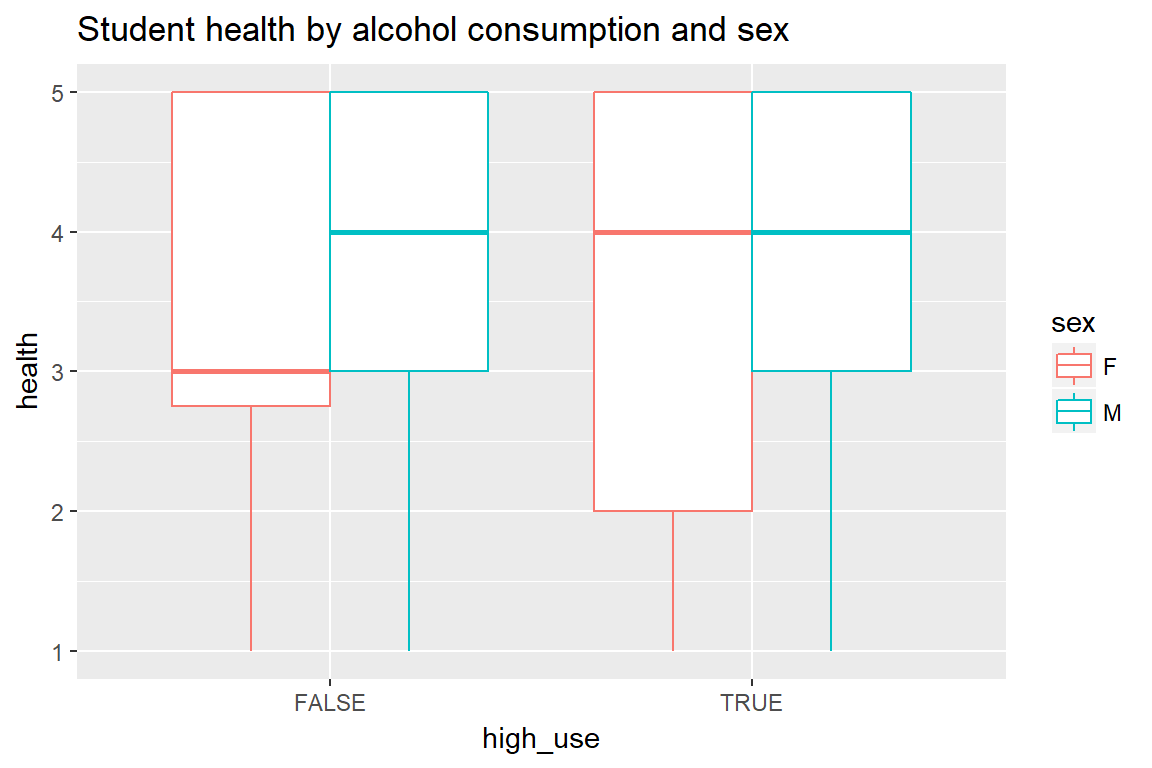 Student health by alcohol consumption and sex
5
4
3
2
1
health
FALSE
TRUE
high_use
sex
F
M